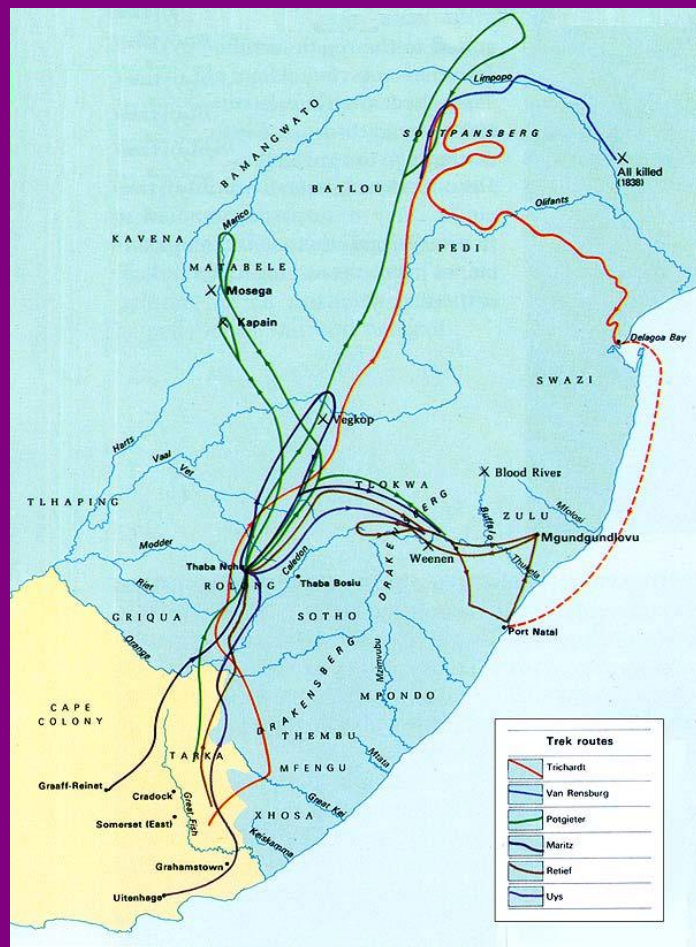 Limpopo
SOUTPANSBERG
BAMANGWATO
All killed
(1838)
BATLOU
Olifants
Marico
KAVENA
PEDI
MATABELE
Mosega
Kapain
Delagoa Bay
SWAZI
Vegkop
Harts
Vaal
Vet
TLOKWA
Blood River
TLHAPING
DRAKENSBERG
ZULU
Mfolosi
Buffalo
Modder
Mgundgundlovu
Weenen
Caledon
Thukela
Thaba Nchu
ROLONG
Thaba Bosiu
Riet
GRIQUA
SOTHO
Port Natal
Orange
Mzimvubu
DRAKENSBERG
MPONDO
CAPE
COLONY
THEMBU
TARKA
Mtata
MFENGU
Graaff-Reinet
Cradock
Great Kei
Somerset (East)
Great Fish
XHOSA
Keiskamma
Grahamstown
Uitenhage
Trek routes
Trichardt
Van Rensburg
Potgieter
Maritz
Retief
Uys